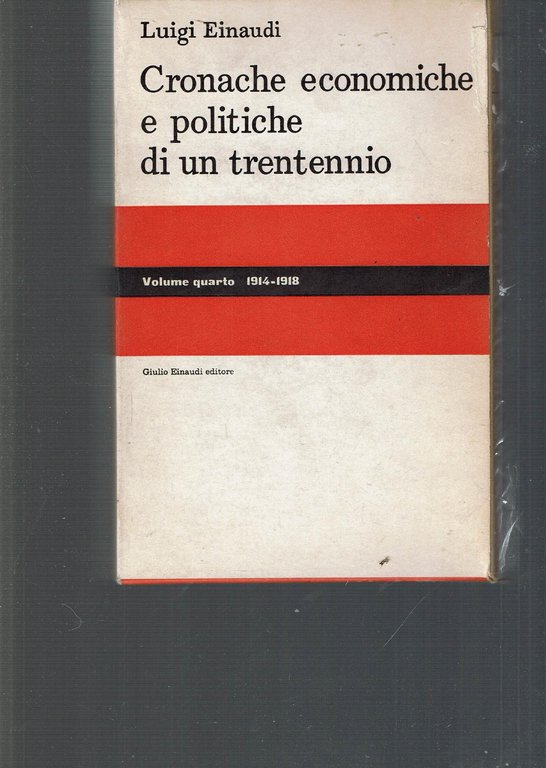 Luigi Einaudi
Cronache economiche
e politiche
di un trentennio
Volume quarto 1914-1918
Giulio Einaudi editore